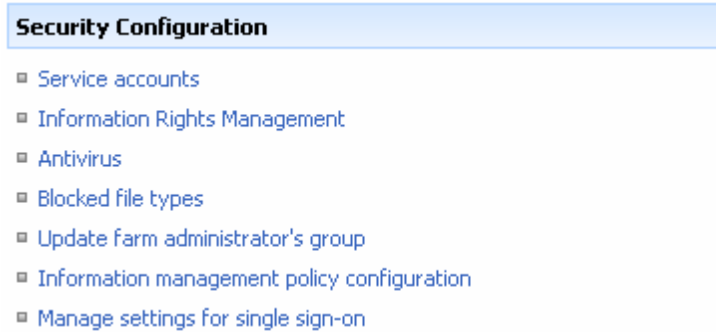 Security Configuration
Service accounts
Information Rights Management
Antivirus
Blocked file types
Update farm administrator's group
Information management policy configuration
Manage settings for single sign-on